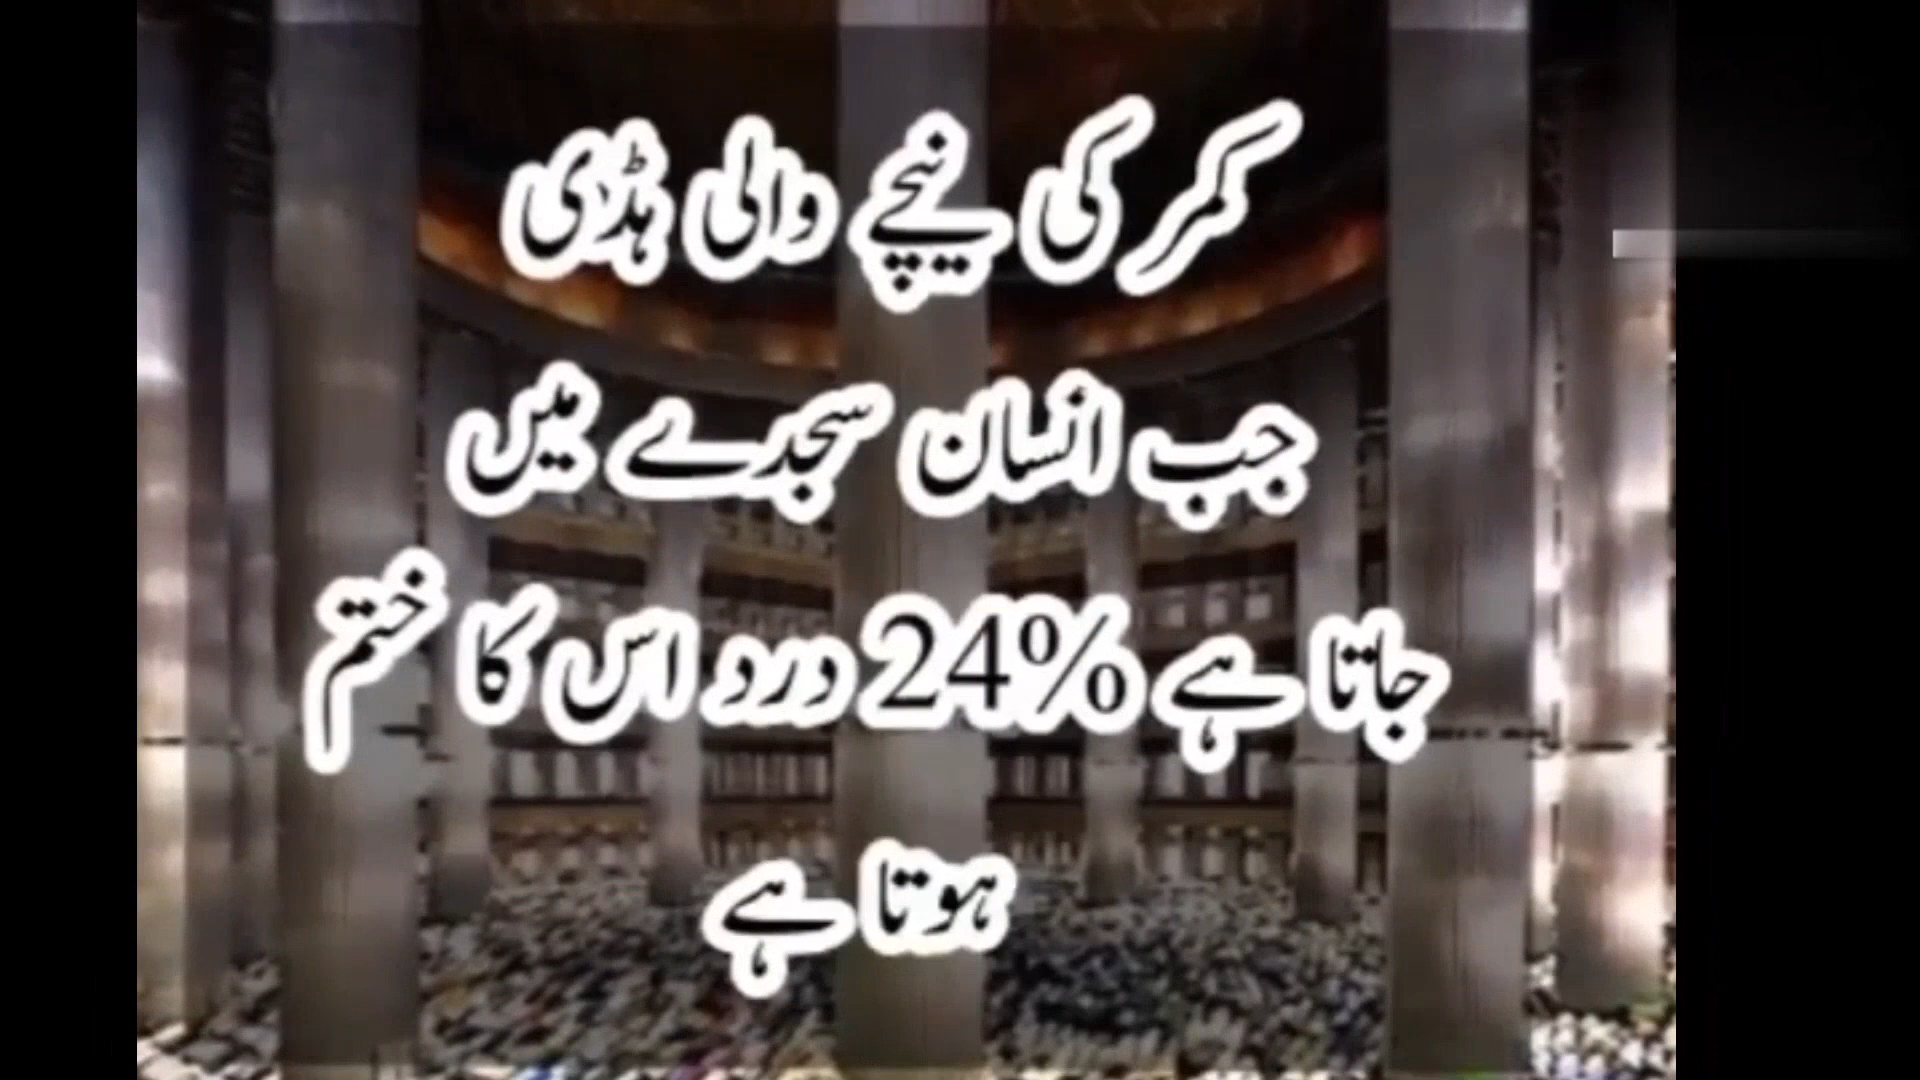 کمر کی نیچے والی ہڈی
جب انسان سجدے میں
جاتا ہے %24 درد اس کا ختم
ہوتا ہے